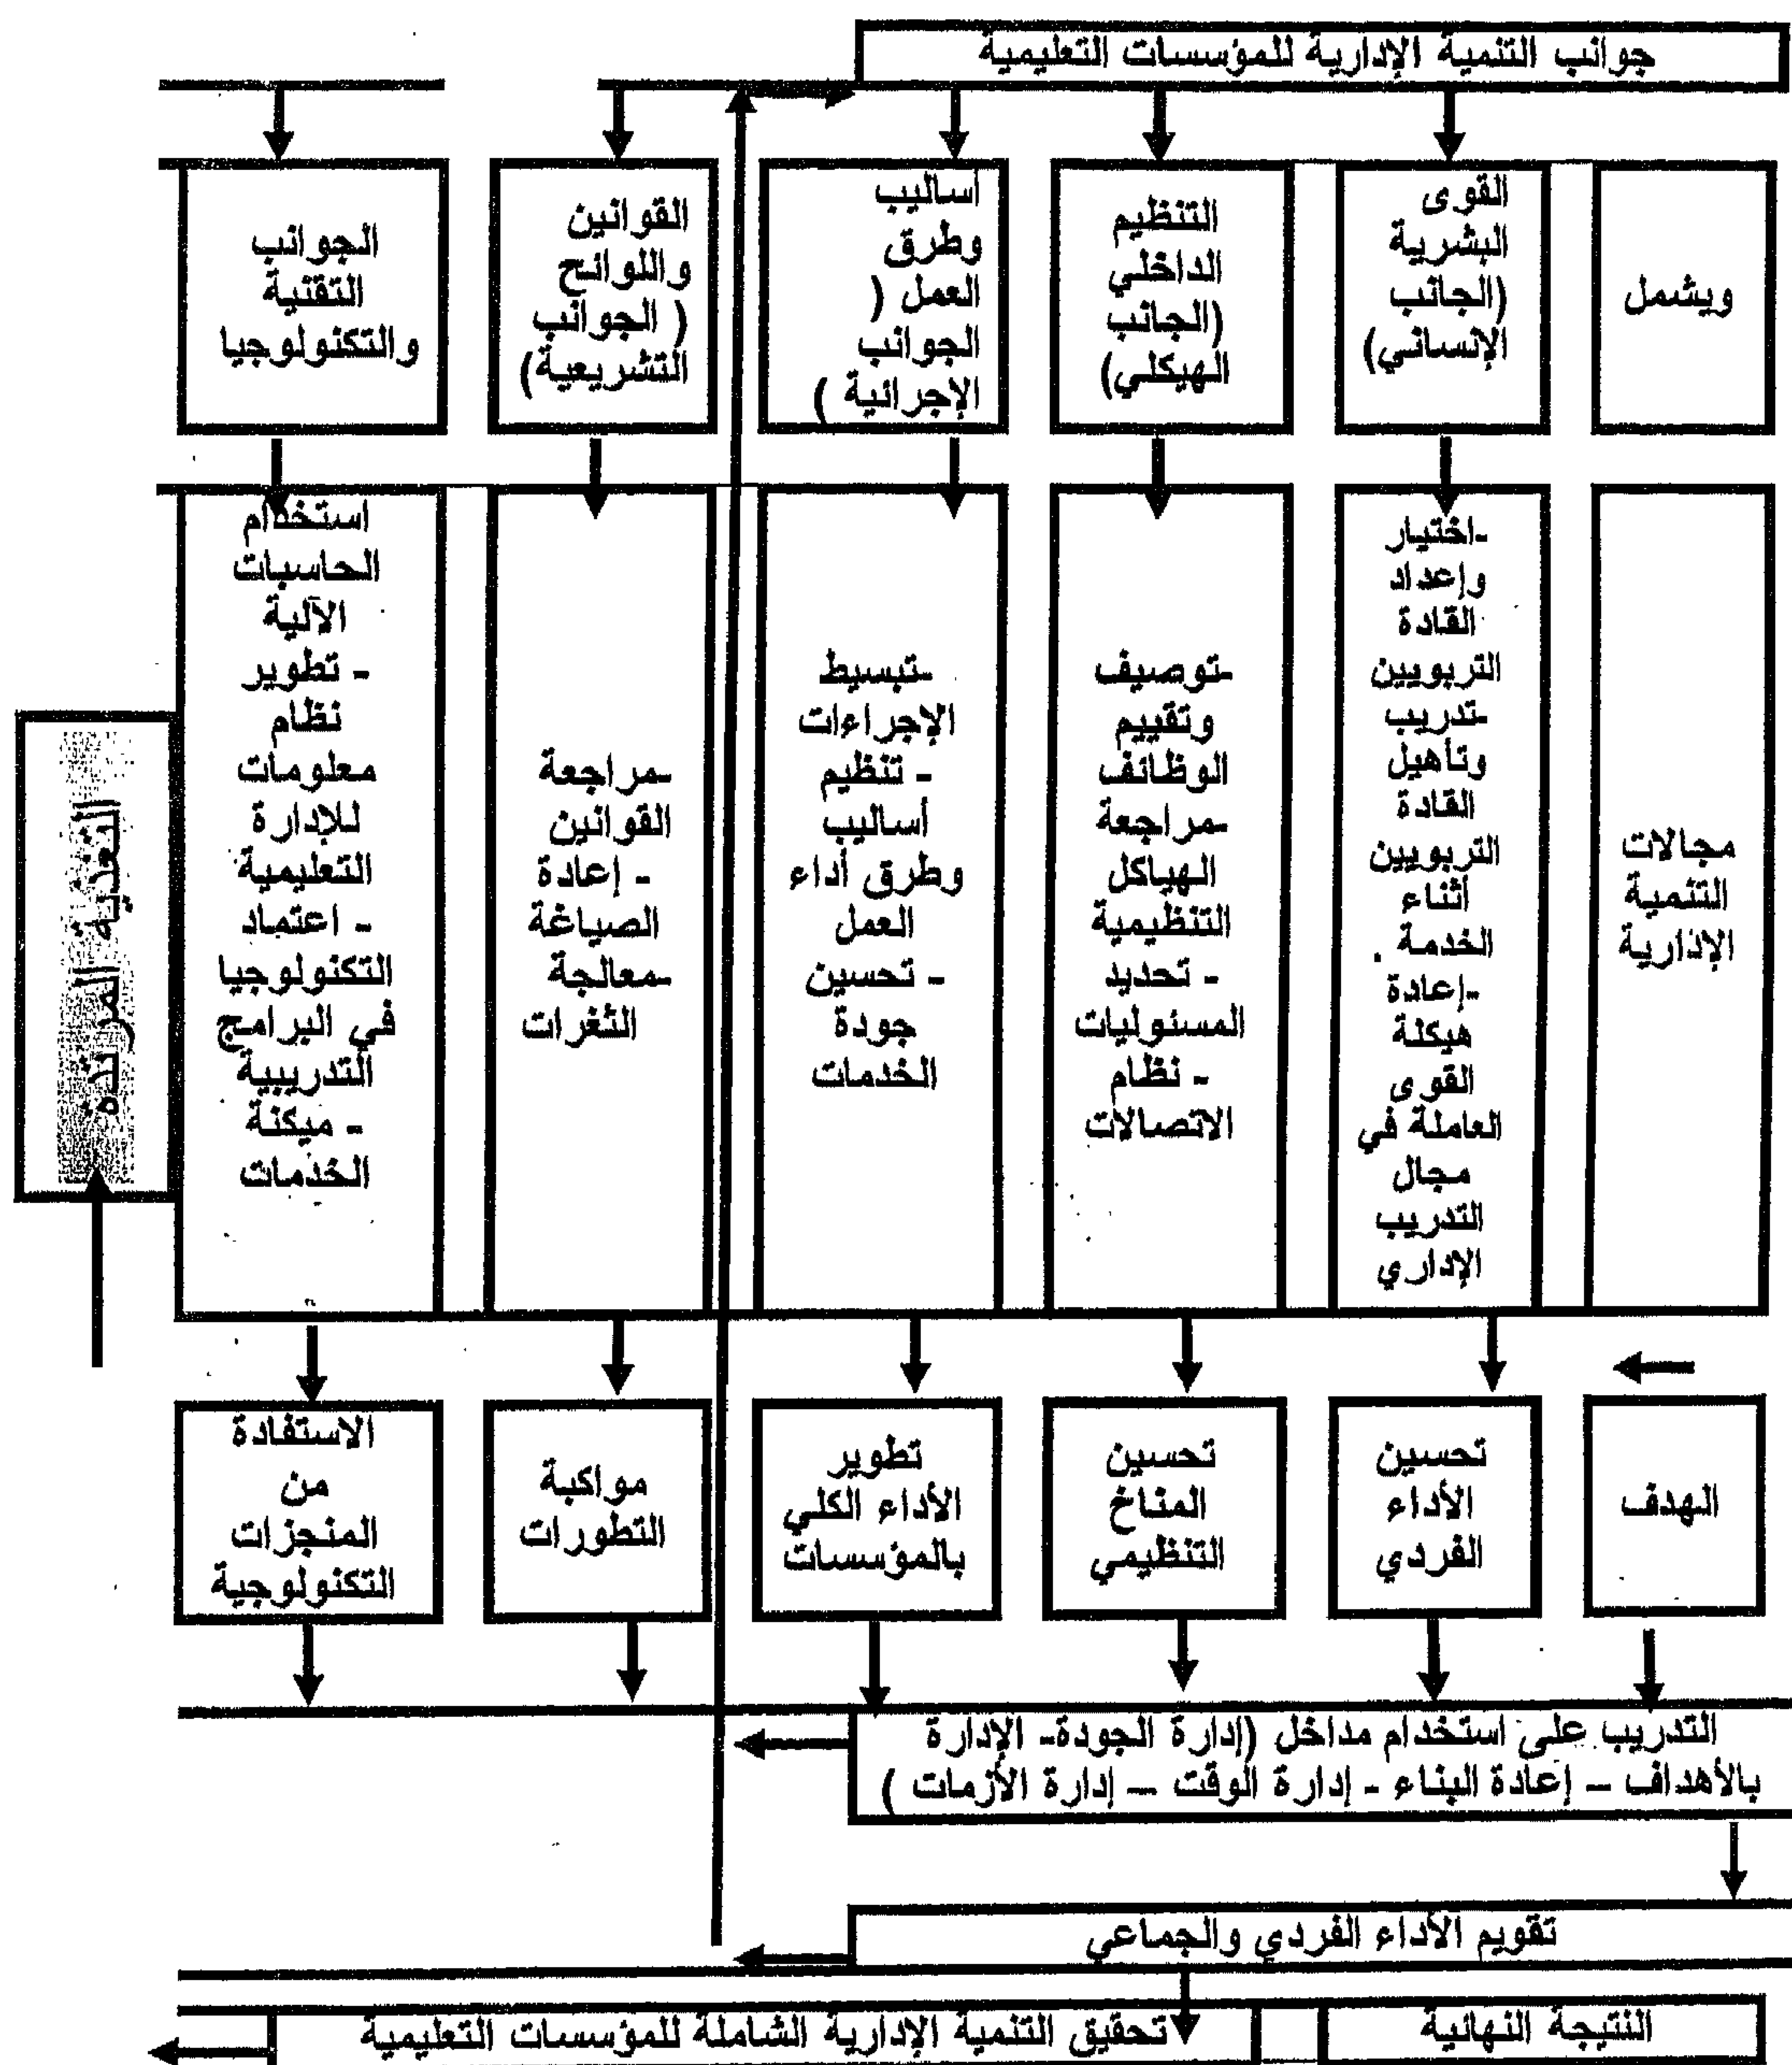 جوانب التنمية الإدارية للمؤسسات التعليمية
ويشمل
القوى
البشرية
(الجانب
الإنساني)
التنظيم
الداخلي
(الجانب
الهيكلي)
أساليب
وطرق
العمل (
الجوانب
الإجرائية )
القوانين
واللوائح
( الجوانب
التشريعية)
الجوانب
التقنية
والتكنولوجيا
مجالات
التنمية
الإدارية
-اختيار
وإعداد
القادة
التربويين
-تدريب
وتأهيل
القادة
التربويين
أثناء
الخدمة .
-إعادة
هيكلة
القوى
العاملة في
مجال
التدريب
الإداري
-توصيف
وتقييم
الوظائف
-مراجعة
الهياكل
التنظيمية
- تحديد
المسئوليات
- نظام
الاتصالات
-تبسيط
الإجراءات
- تنظيم
أساليب
وطرق أداء
العمل
- تحسين
جودة
الخدمات
-مراجعة
القوانين
- إعادة
الصياغة
-معالجة
الثغرات
استخدام
الحاسبات
الآلية
- تطوير
نظام
معلومات
للإدارة
التعليمية
- اعتماد
التكنولوجيا
في البرامج
التدريبية
- ميكنة
الخدمات
التغذية المرتدة
الهدف
تحسين
الأداء
الفردي
تحسين
المناخ
التنظيمي
تطوير
الأداء الكلي
بالمؤسسات
مواكبة
التطورات
الاستفادة
من
المنجزات
التكنولوجية
التدريب على استخدام مداخل (إدارة الجودة- الإدارة
بالأهداف – إعادة البناء - إدارة الوقت – إدارة الأزمات )
تقويم الأداء الفردي والجماعي
النتيجة النهائية
تحقيق التنمية الإدارية الشاملة للمؤسسات التعليمية